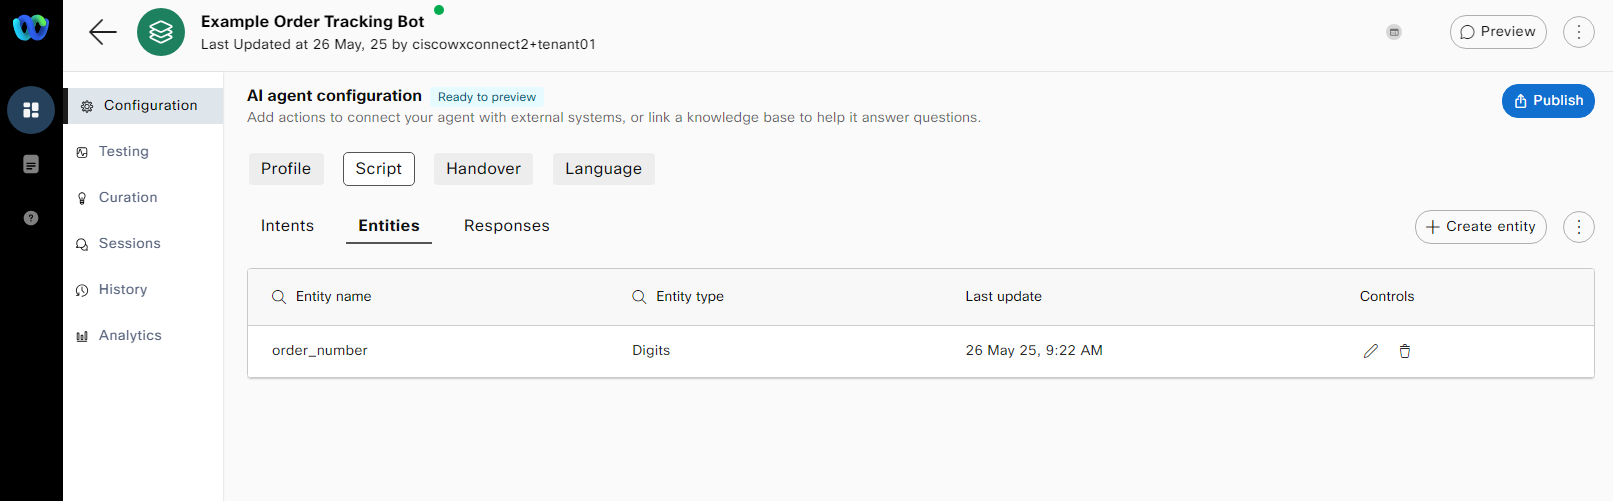 Example Order Tracking Bot
Last Updated at 26 May, 25 by ciscowxconnect2+tenant01
Preview
Configuration
Testing
Curation
Sessions
History
Analytics
AI agent configuration Ready to preview
Add actions to connect your agent with external systems, or link a knowledge base to help it answer questions.
Publish
Profile Script Handover Language
Intents Entities Responses
Create entity
Entity name Entity type Last update Controls
order_number Digits 26 May 25, 9:22 AM